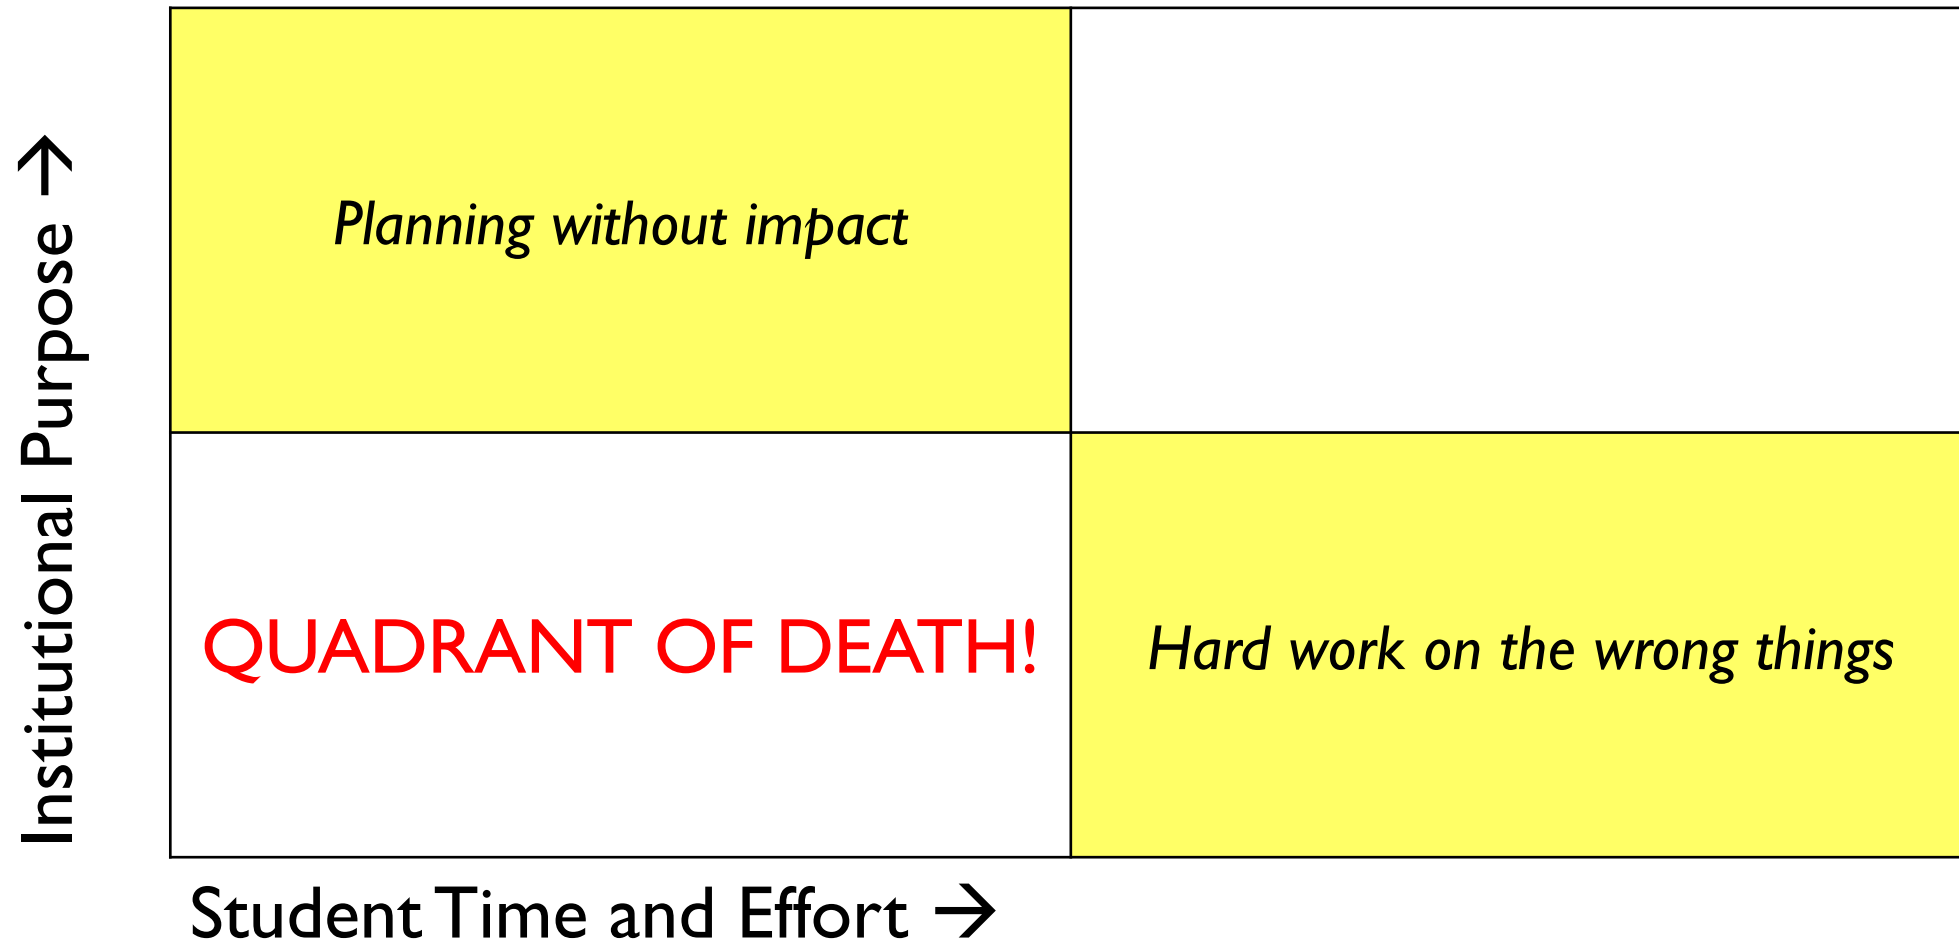 Institutional Purpose →
Planning without impact
QUADRANT OF DEATH!
Hard work on the wrong things
Student Time and Effort →